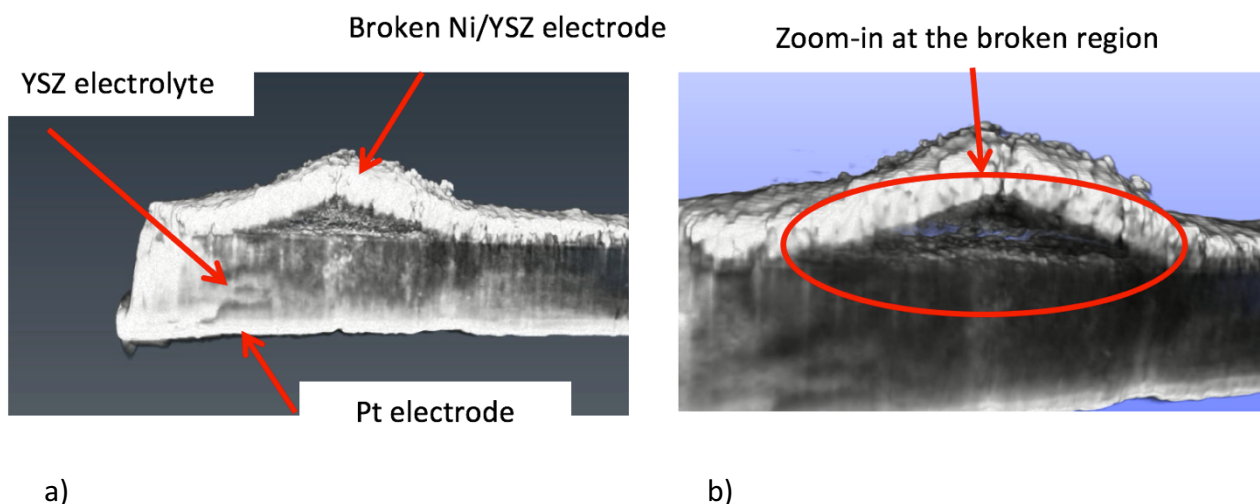 Broken Ni/YSZ electrode
Zoom-in at the broken region
YSZ electrolyte
Pt electrode
a)
b)